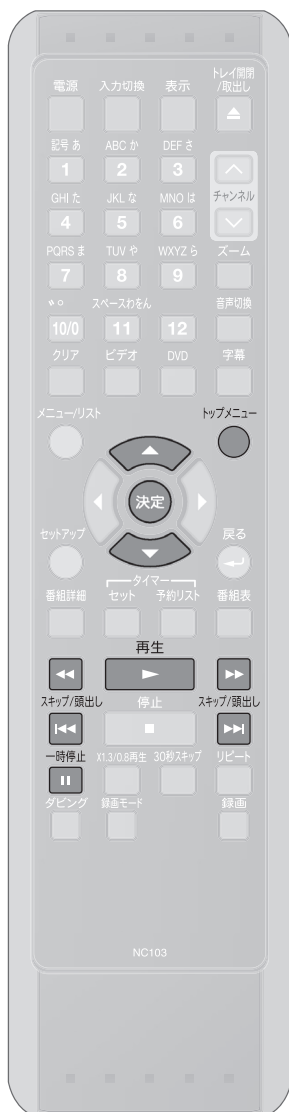 電源 入力切換 表示 トレイ開閉/取出し
記号 あ ABC か DEF さ
1 2 3
GHI た JKL な MNO は チャンネル
4 5 6
PQRS ま TUV や WXYZ ら ズーム
7 8 9
゛゜ スペースわをん 音声切換
10/0 11 12
クリア ビデオ DVD 字幕
メニュー/リスト トップメニュー
決定
セットアップ 戻る
タイマー
番組詳細 セット 予約リスト 番組表
再生
スキップ/頭出し 停止 スキップ/頭出し
一時停止 X1.3/0.8再生 30秒スキップ リピート
ダビング 録画モード 録画
NC103